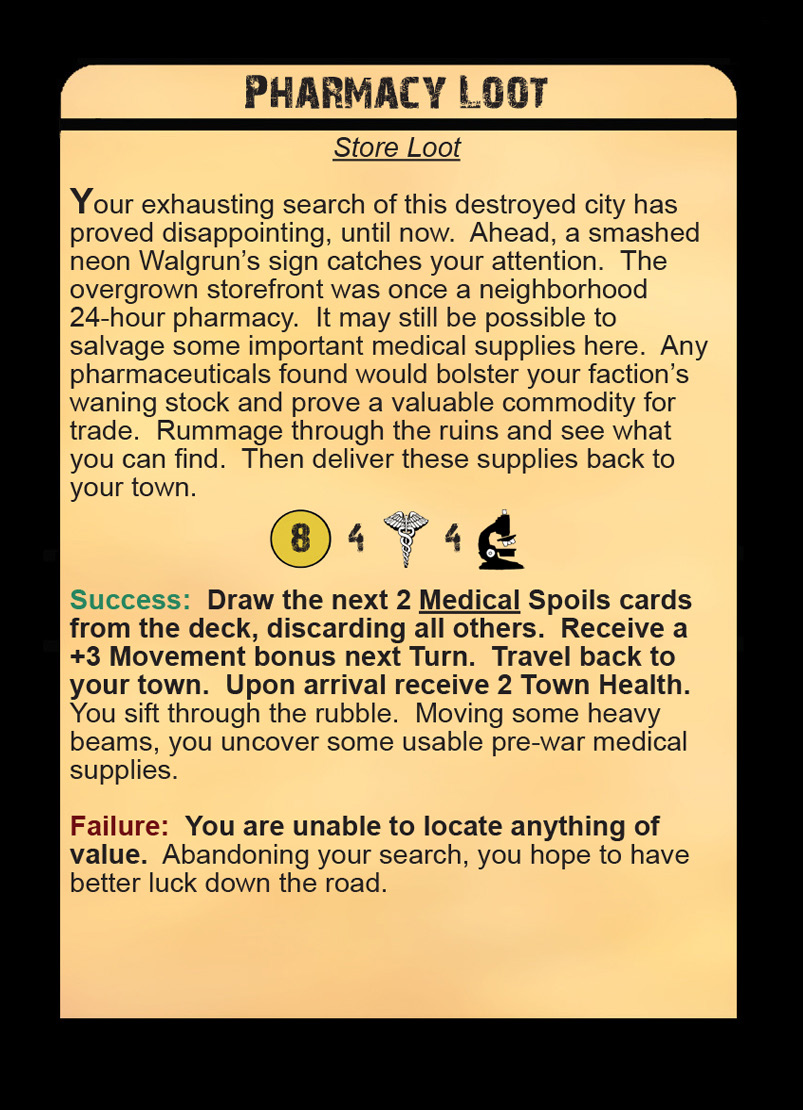 Pharmacy Loot
Store Loot
Your exhausting search of this destroyed city has
proved disappointing, until now.  Ahead, a smashed
neon Walgrun's sign catches your attention.  The
overgrown storefront was once a neighborhood
24-hour pharmacy.  It may still be possible to
salvage some important medical supplies here.  Any
pharmaceuticals found would bolster your faction's
waning stock and prove a valuable commodity for
trade.  Rummage through the ruins and see what
you can find.  Then deliver these supplies back to
your town.
8 4 4
Success:  Draw the next 2 Medical Spoils cards
from the deck, discarding all others.  Receive a
+3 Movement bonus next Turn.  Travel back to
your town.  Upon arrival receive 2 Town Health.
You sift through the rubble.  Moving some heavy
beams, you uncover some usable pre-war medical
supplies.
Failure:  You are unable to locate anything of
value.  Abandoning your search, you hope to have
better luck down the road.